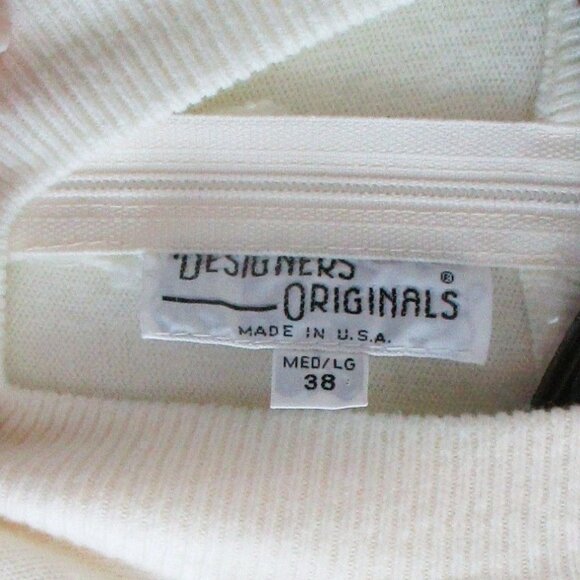 DESIGNERS
ORIGINALS ®
MADE IN U.S.A.
MED/LG
38